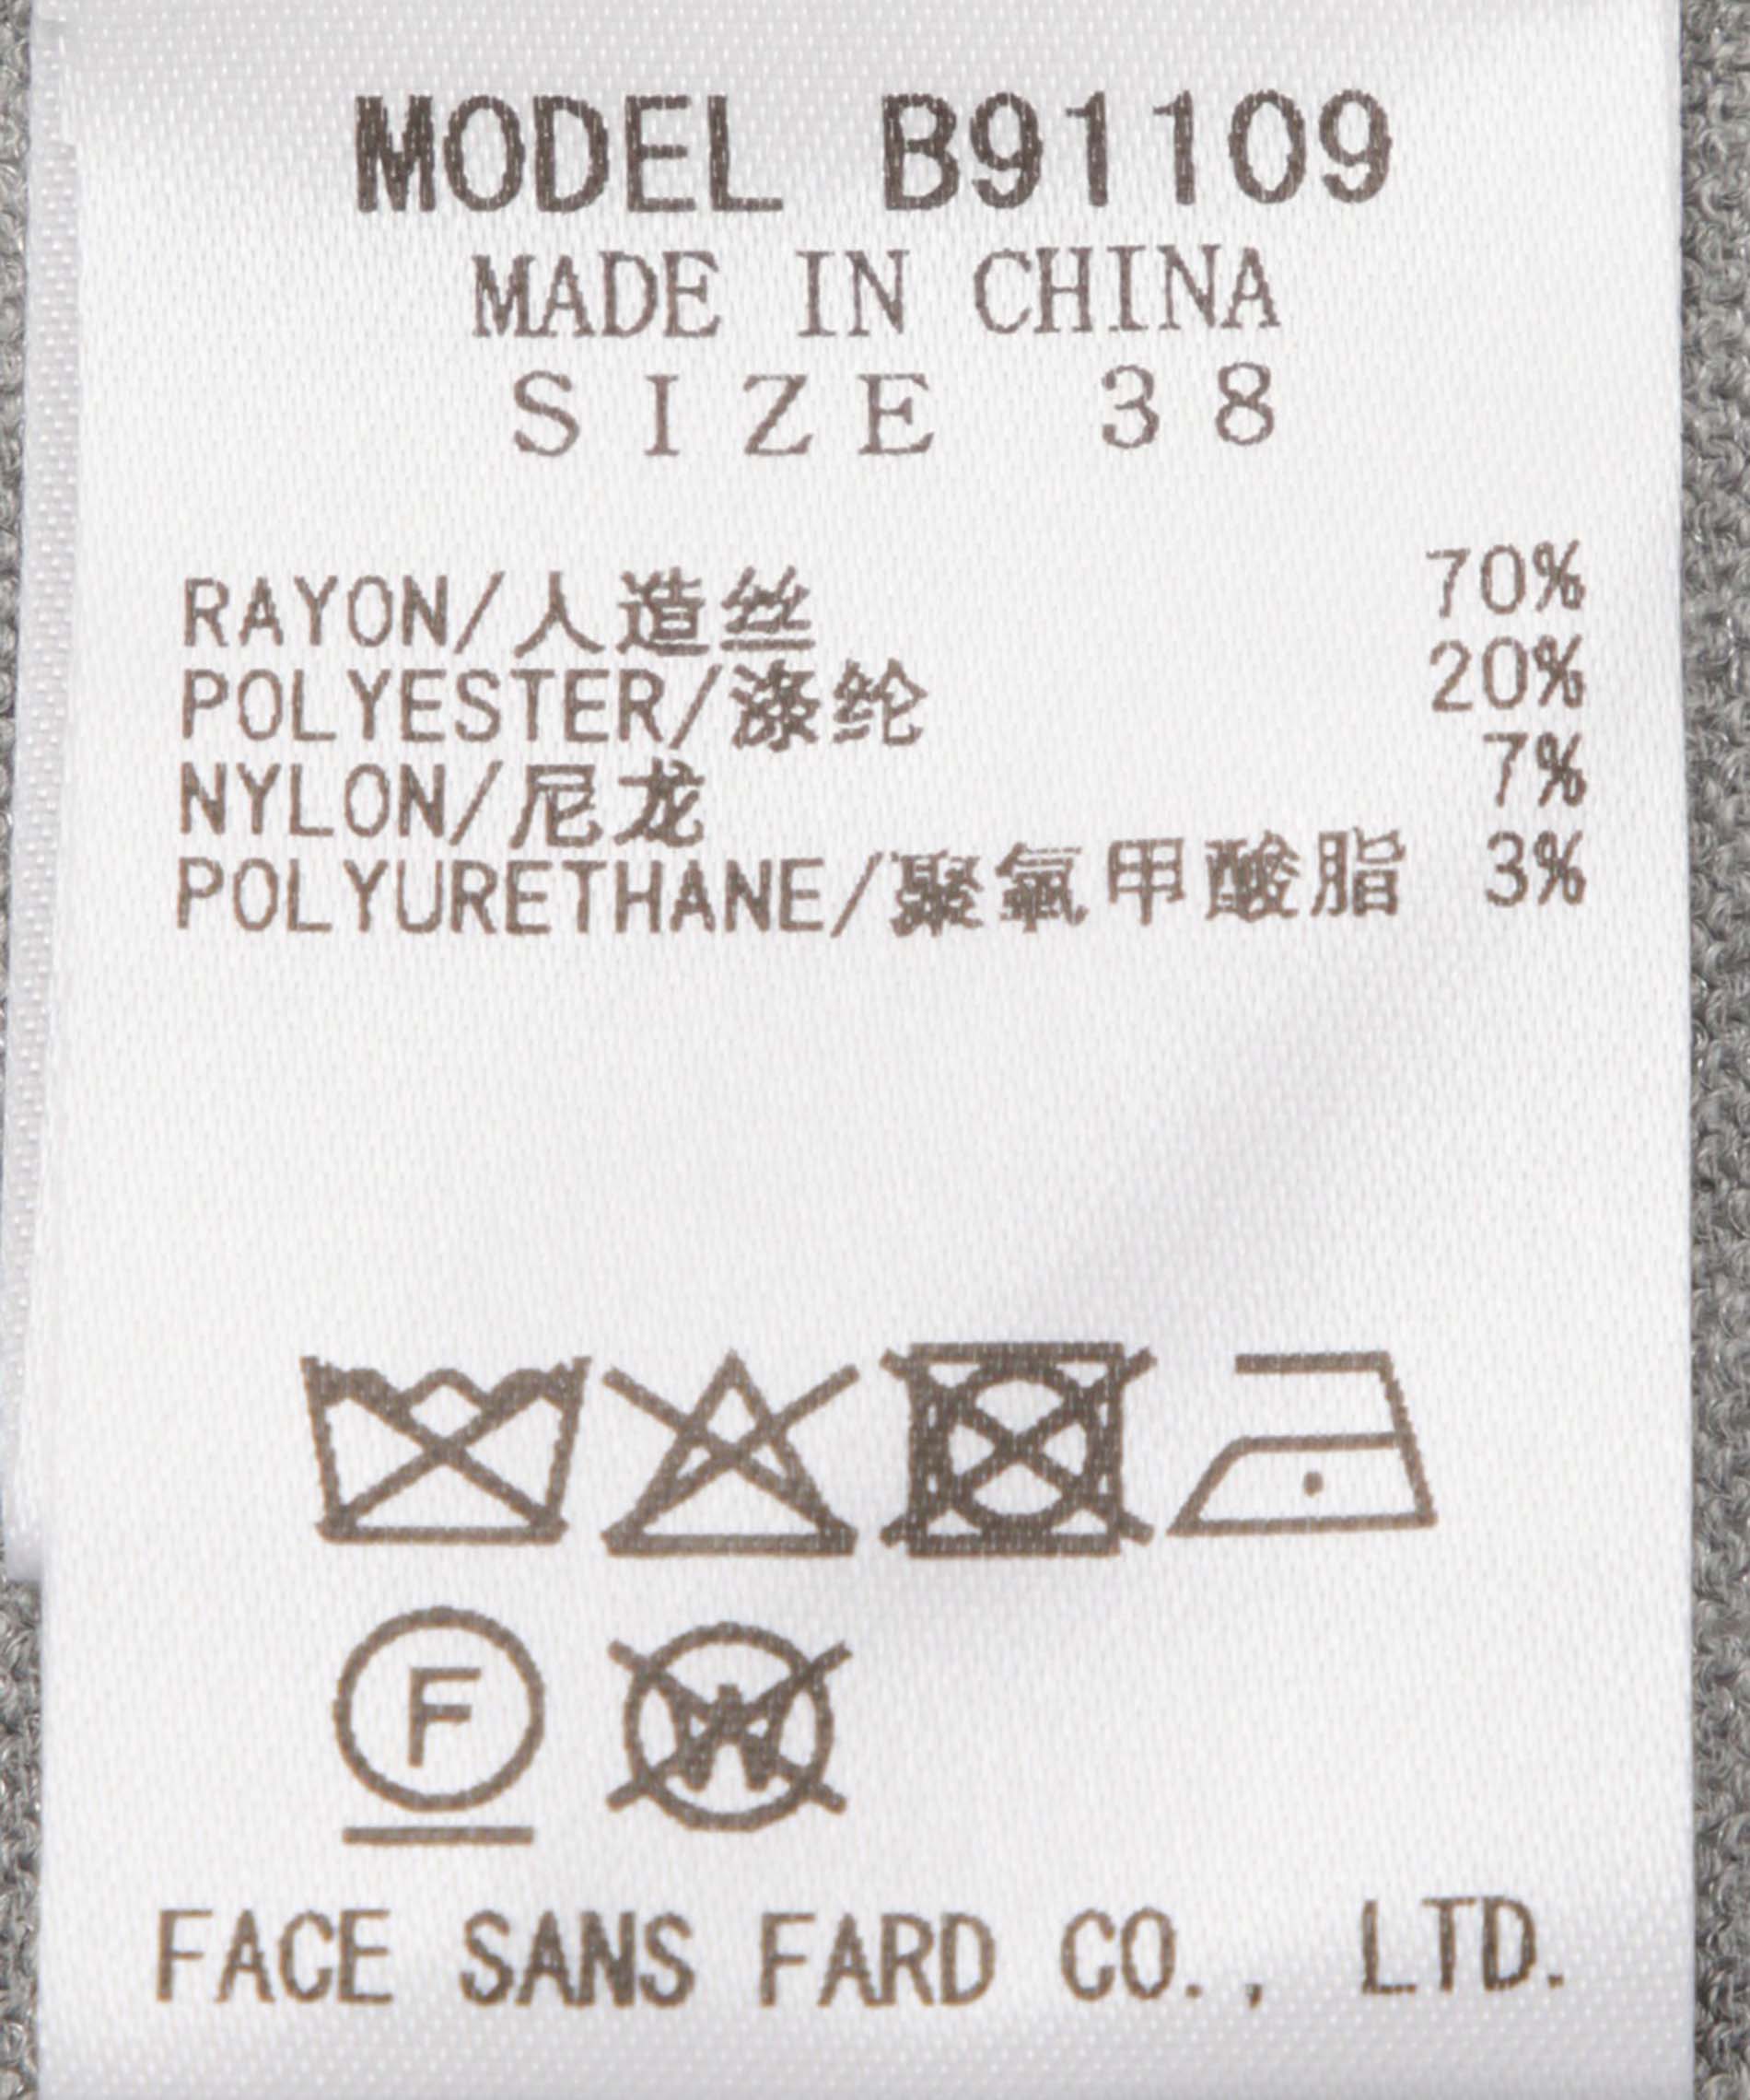 MODEL B91109
MADE IN CHINA
SIZE 38
RAYON/人造丝 70%
POLYESTER/涤纶 20%
NYLON/尼龙 7%
POLYURETHANE/聚氨甲酸脂 3%
F
W
FACE SANS FARD CO., LTD.